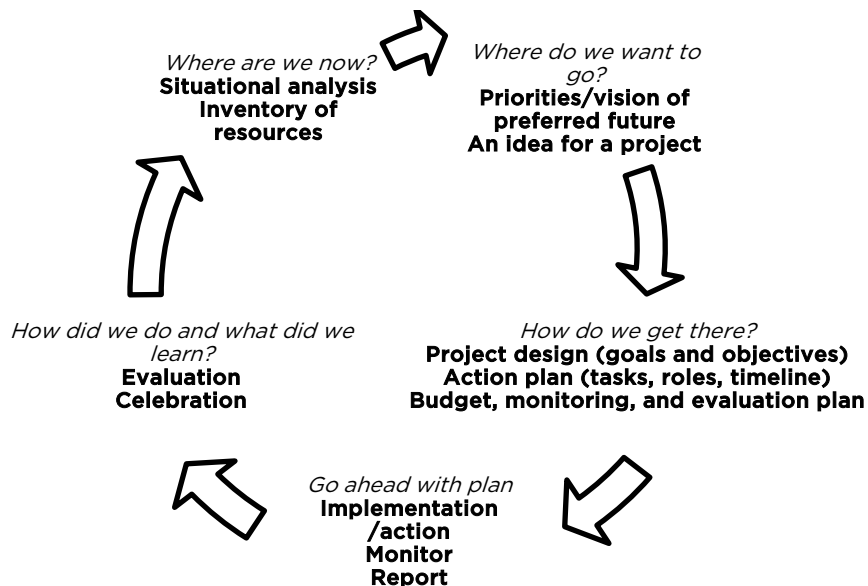 Where are we now?
Situational analysis
Inventory of
resources
Where do we want to
go?
Priorities/vision of
preferred future
An idea for a project
How do we get there?
Project design (goals and objectives)
Action plan (tasks, roles, timeline)
Budget, monitoring, and evaluation plan
Go ahead with plan
Implementation
/action
Monitor
Report
How did we do and what did we
learn?
Evaluation
Celebration